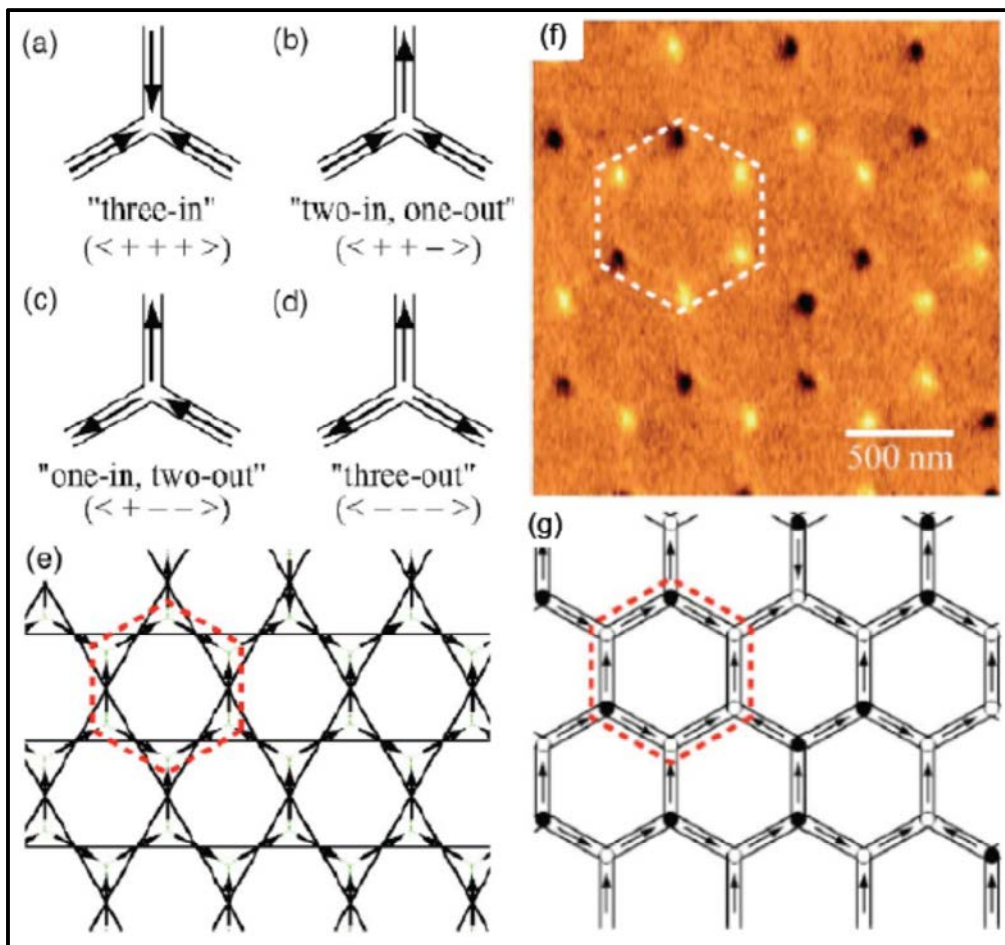 (a)
(b)
"three-in"
(< + + + >)
"two-in, one-out"
(< + + − >)
(c)
(d)
"one-in, two-out"
(< + − − >)
"three-out"
(< − − − >)
(e)
(f)
500 nm
(g)